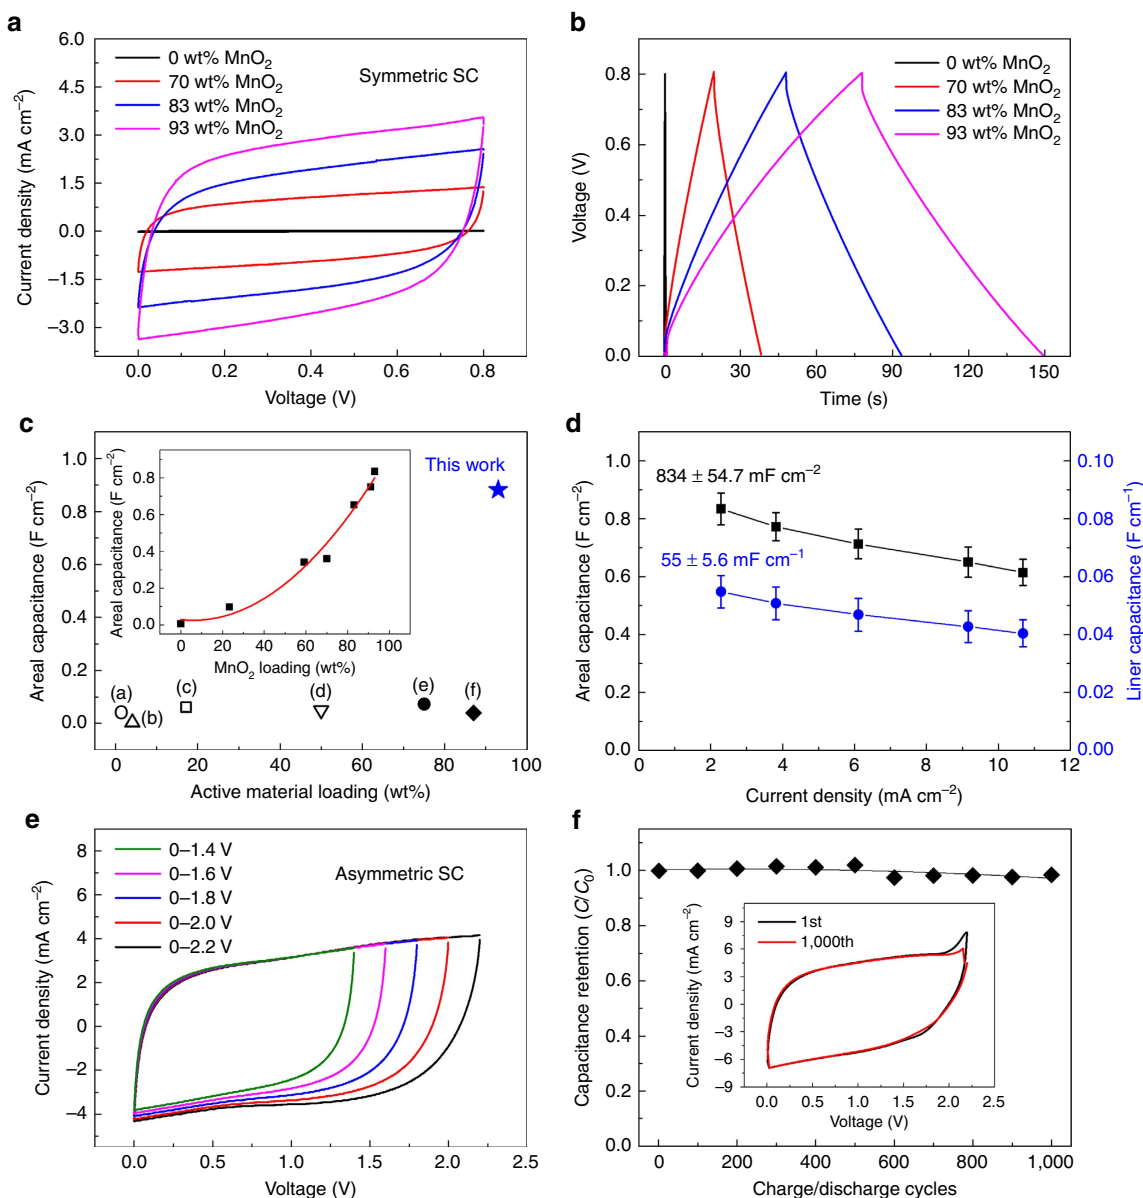 a
6.0
4.5
3.0
1.5
0.0
−1.5
−3.0
Current density (mA cm−2)
0 wt% MnO2
70 wt% MnO2
83 wt% MnO2
93 wt% MnO2
Symmetric SC
0.0 0.2 0.4 0.6 0.8
Voltage (V)
b
0.8
0.6
0.4
0.2
0.0
Voltage (V)
0 wt% MnO2
70 wt% MnO2
83 wt% MnO2
93 wt% MnO2
0 30 60 90 120 150
Time (s)
c
1.0
0.8
0.6
0.4
0.2
0.0
Areal capacitance (F cm−2)
This work
0.8
0.6
0.4
0.2
0.0
Areal capacitance (F cm−2)
0 20 40 60 80 100
MnO2 loading (wt%)
(a)
(b)
(c)
(d)
(e)
(f)
0 20 40 60 80 100
Active material loading (wt%)
d
1.0
0.8
0.6
0.4
0.2
0.0
Areal capacitance (F cm−2)
834 ± 54.7 mF cm−2
55 ± 5.6 mF cm−1
0.10
0.08
0.06
0.04
0.02
0.00
Liner capacitance (F cm−1)
0 2 4 6 8 10 12
Current density (mA cm−2)
e
8
6
4
2
0
−2
−4
Current density (mA cm−2)
0–1.4 V
0–1.6 V
0–1.8 V
0–2.0 V
0–2.2 V
Asymmetric SC
0.0 0.5 1.0 1.5 2.0 2.5
Voltage (V)
f
1.0
0.8
0.6
0.4
0.2
0.0
Capacitance retention (C/C0)
9
6
3
0
−3
−6
−9
Current density (mA cm−2)
1st
1,000th
0.0 0.5 1.0 1.5 2.0 2.5
Voltage (V)
0 200 400 600 800 1,000
Charge/discharge cycles